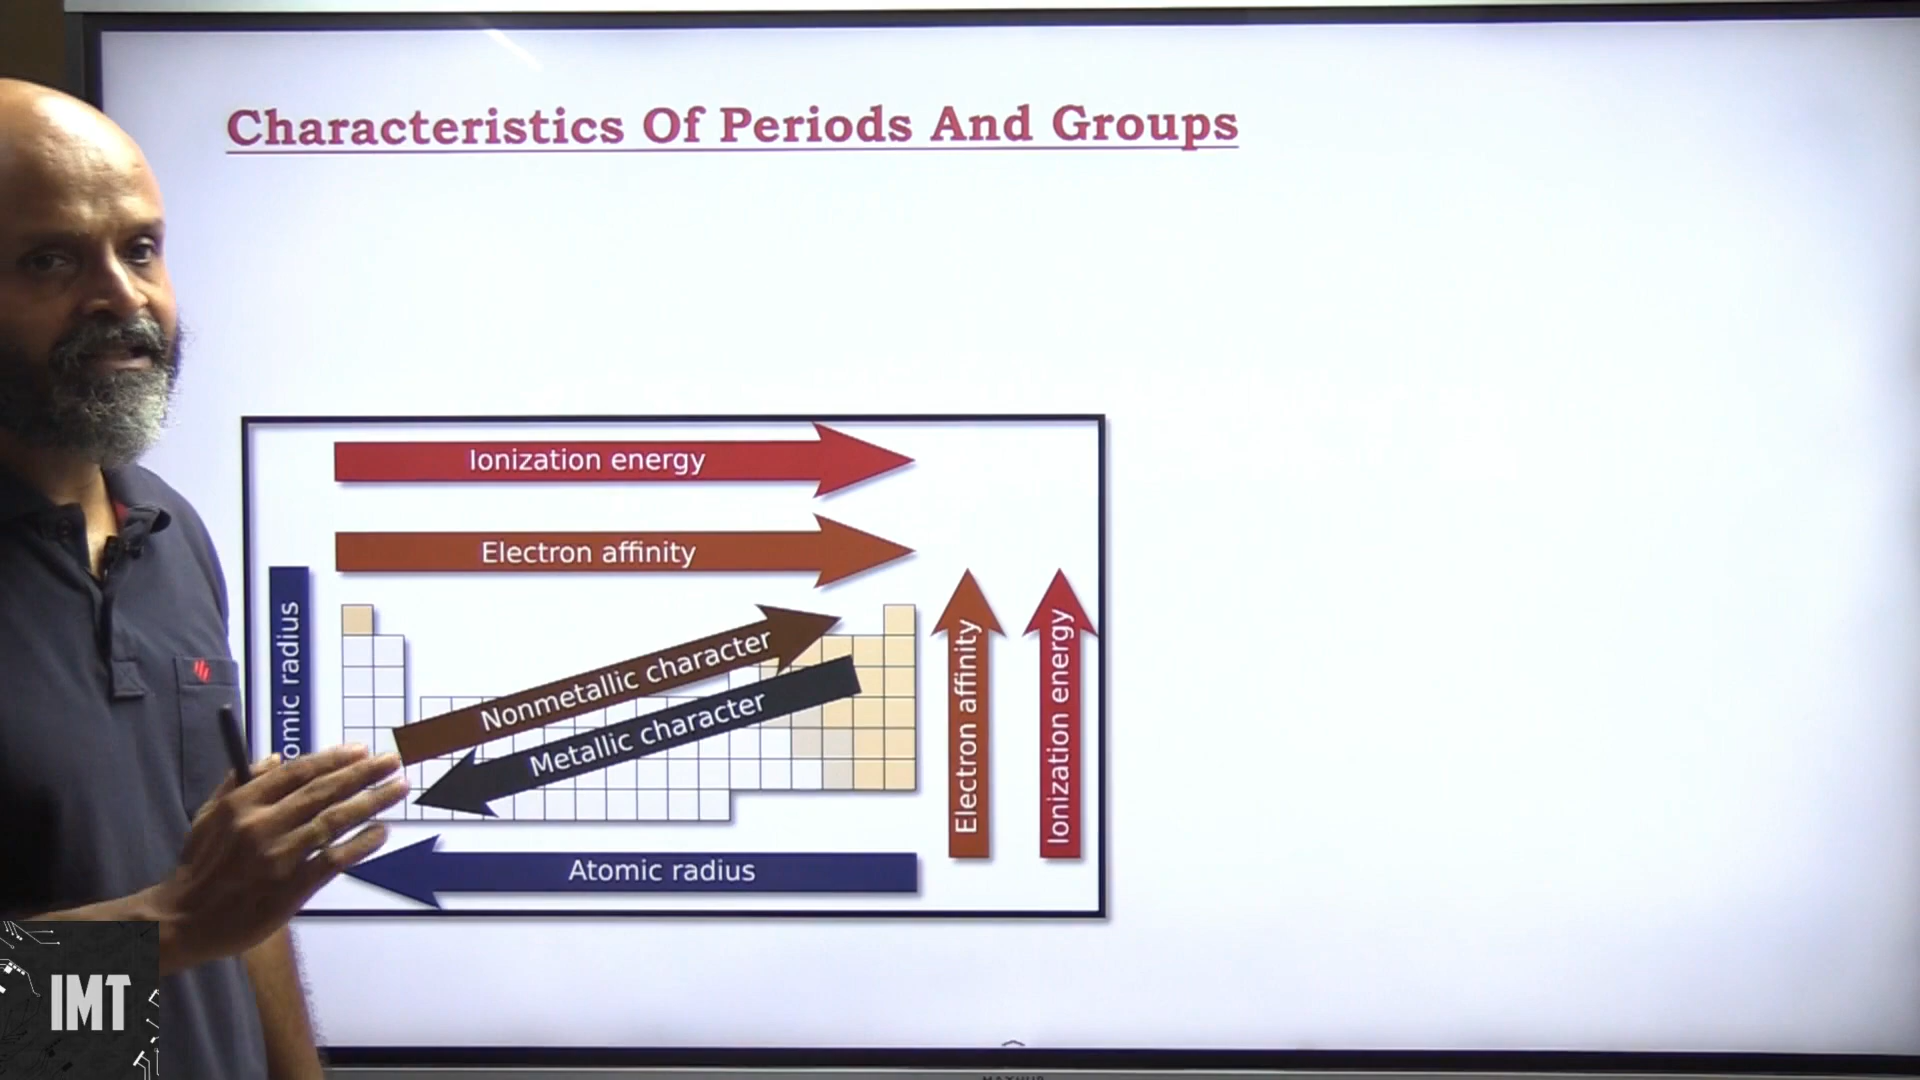 Characteristics Of Periods And Groups
Ionization energy
Electron affinity
omic radius
Nonmetallic character
Metallic character
Electron affinity
Ionization energy
Atomic radius
IMT